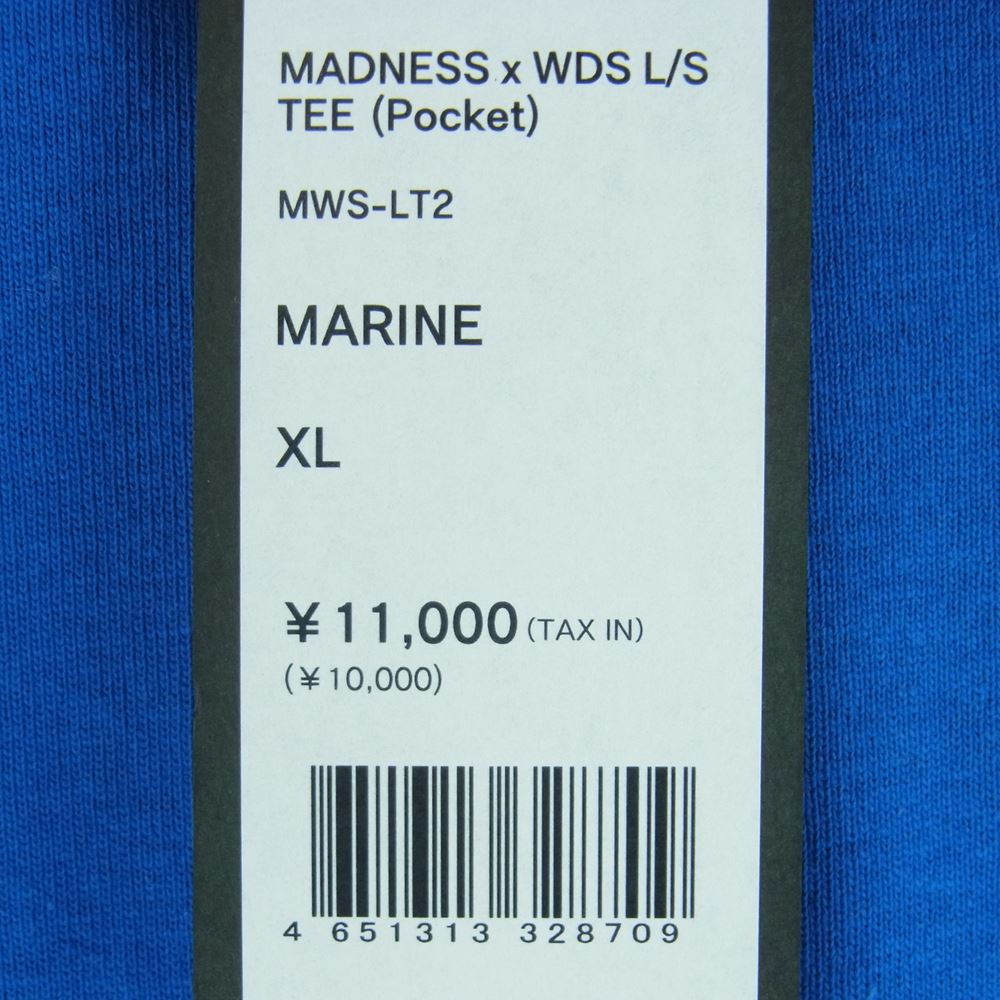 MADNESS x WDS L/S
TEE (Pocket)
MWS-LT2
MARINE
XL
¥11,000 (TAX IN)
(¥10,000)
4 651313 328709